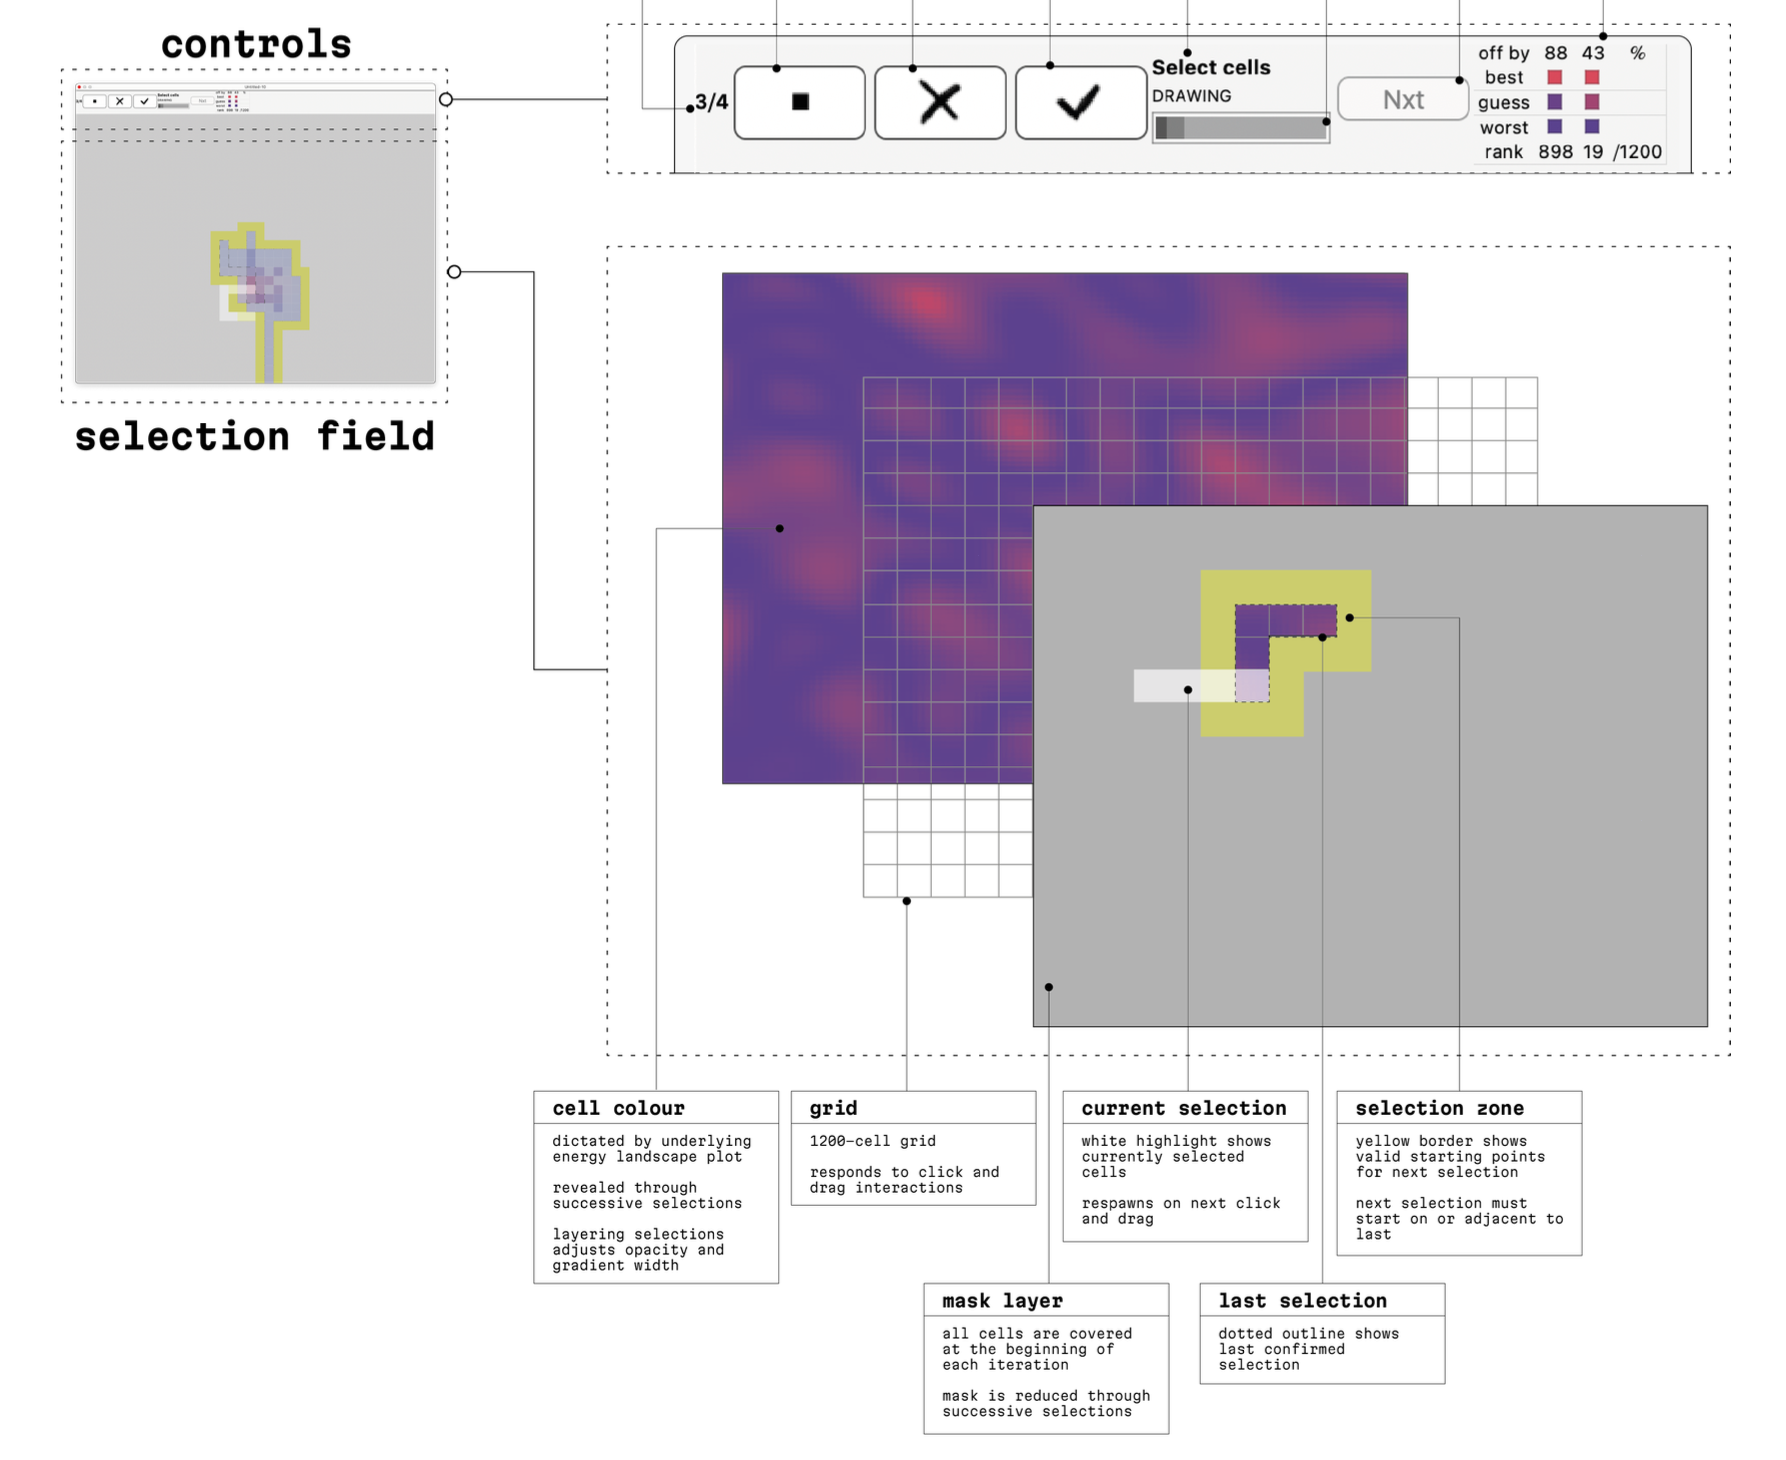 controls
3/4
Select cells
DRAWING
Nxt
off by 88 43 %
best
guess
worst
rank 898 19 /1200
Select cells
Nxt
selection field
cell colour
dictated by underlying
energy landscape plot
revealed through
successive selections
layering selections
adjusts opacity and
gradient width
grid
1200-cell grid
responds to click and
drag interactions
current selection
white highlight shows
currently selected
cells
respawns on next click
and drag
selection zone
yellow border shows
valid starting points
for next selection
next selection must
start on or adjacent to
last
mask layer
all cells are covered
at the beginning of
each iteration
mask is reduced through
successive selections
last selection
dotted outline shows
last confirmed
selection